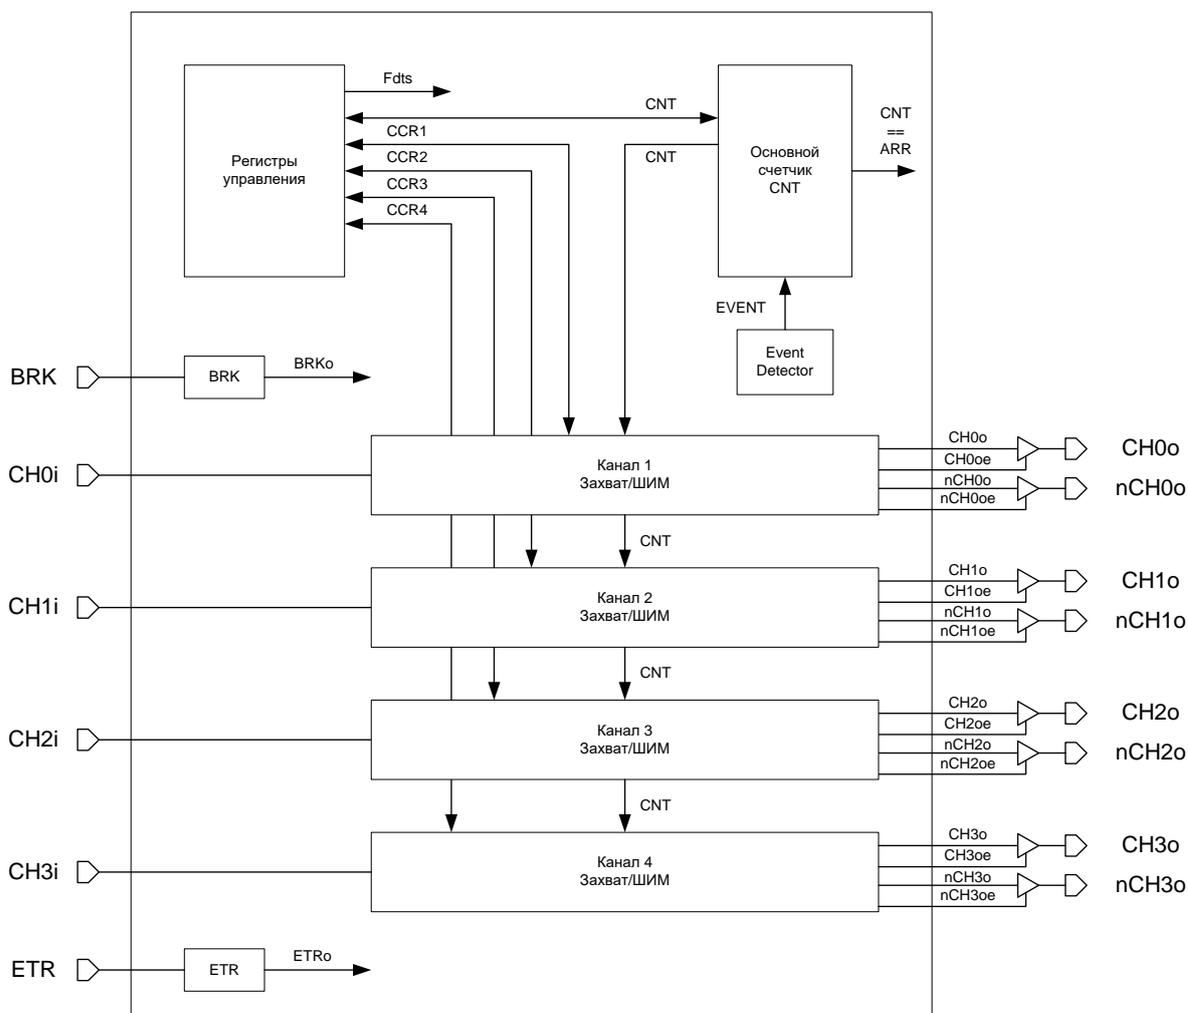 Fdts
CNT
CCR1
CCR2
CCR3
CCR4
CNT
Регистры
управления
Основной
счетчик
CNT
CNT
==
ARR
EVENT
Event
Detector
BRK
BRK
BRKo
CH0i
Канал 1
Захват/ШИМ
CH0o
CH0oe
nCH0o
nCH0oe
CH0o
nCH0o
CNT
CH1i
Канал 2
Захват/ШИМ
CH1o
CH1oe
nCH1o
nCH1oe
CH1o
nCH1o
CNT
CH2i
Канал 3
Захват/ШИМ
CH2o
CH2oe
nCH2o
nCH2oe
CH2o
nCH2o
CNT
CH3i
Канал 4
Захват/ШИМ
CH3o
CH3oe
nCH3o
nCH3oe
CH3o
nCH3o
ETR
ETR
ETRo